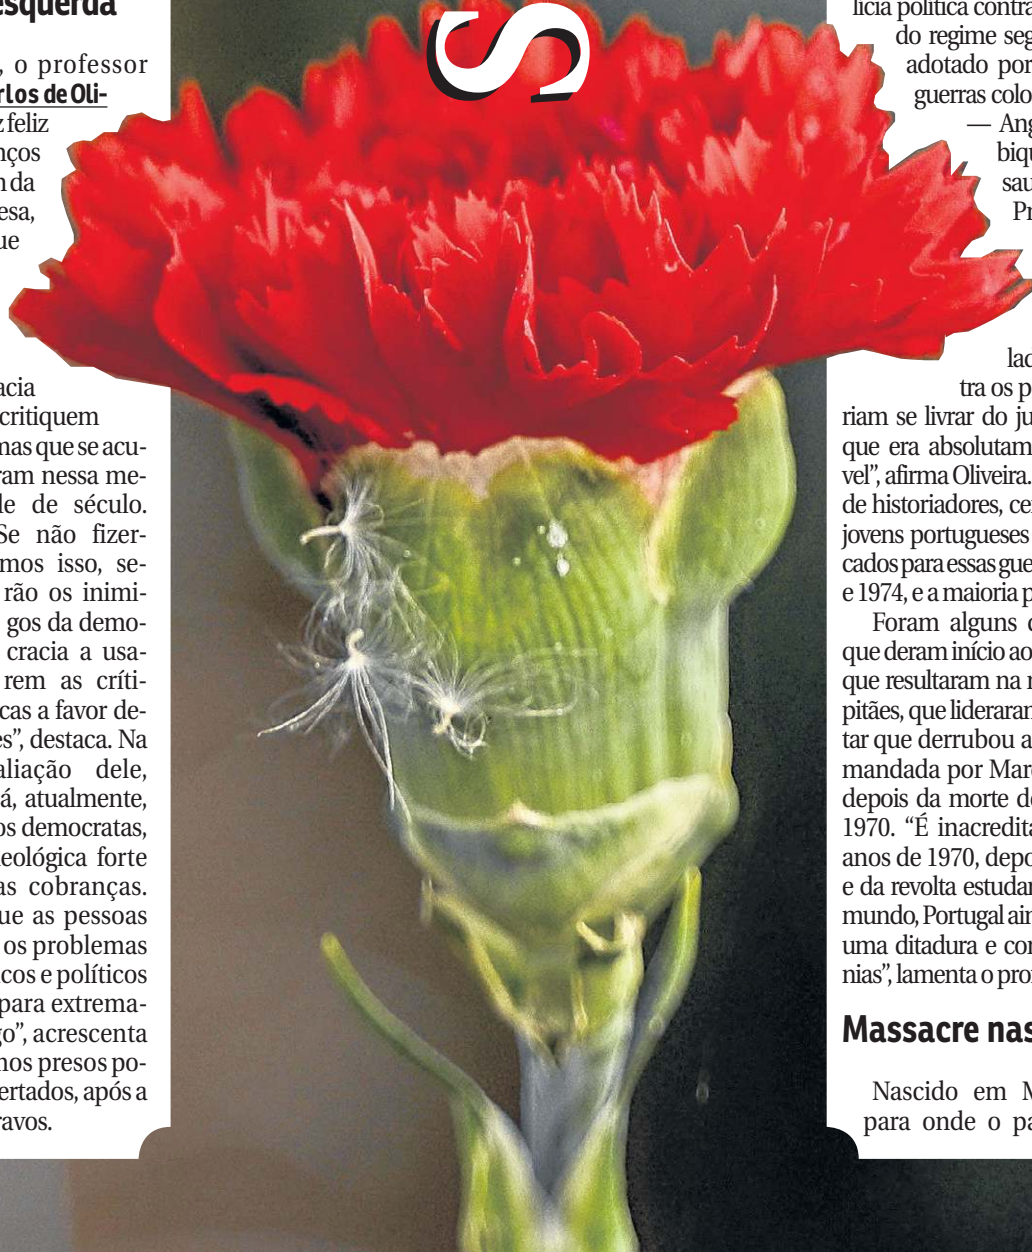 esquerda
, o professor
rlos de Oli-
z feliz
nços
n da
esa,
ue
acia
critiquem
mas que se acu-
ram nessa me-
de de século.
Se não fizer-
mos isso, se-
rão os inimi-
gos da demo-
cracia a usa-
rem as críti-
cas a favor de-
es”, destaca. Na
aliação dele,
á, atualmente,
os democratas,
eológica forte
as cobranças.
ue as pessoas
os problemas
icos e políticos
para extrema-
go”, acrescenta
nos presos po-
ertados, após a
ravos.
S
lícia política contra
do regime seg
adotado por
guerras colo
— Ang
biqu
sau
Pr
lad
tra os p
riam se livrar do ju
que era absolutam
vel”, afirma Oliveira.
de historiadores, ce
jovens portugueses
cados para essas gue
e 1974, e a maioria p
Foram alguns
que deram início ao
que resultaram na
pitães, que lideraram
tar que derrubou a
mandada por Marc
depois da morte de
1970. “É inacredita
anos de 1970, depo
e da revolta estudan
mundo, Portugal ain
uma ditadura e con
nias”, lamenta o prof
Massacre nas
Nascido em M
para onde o pa